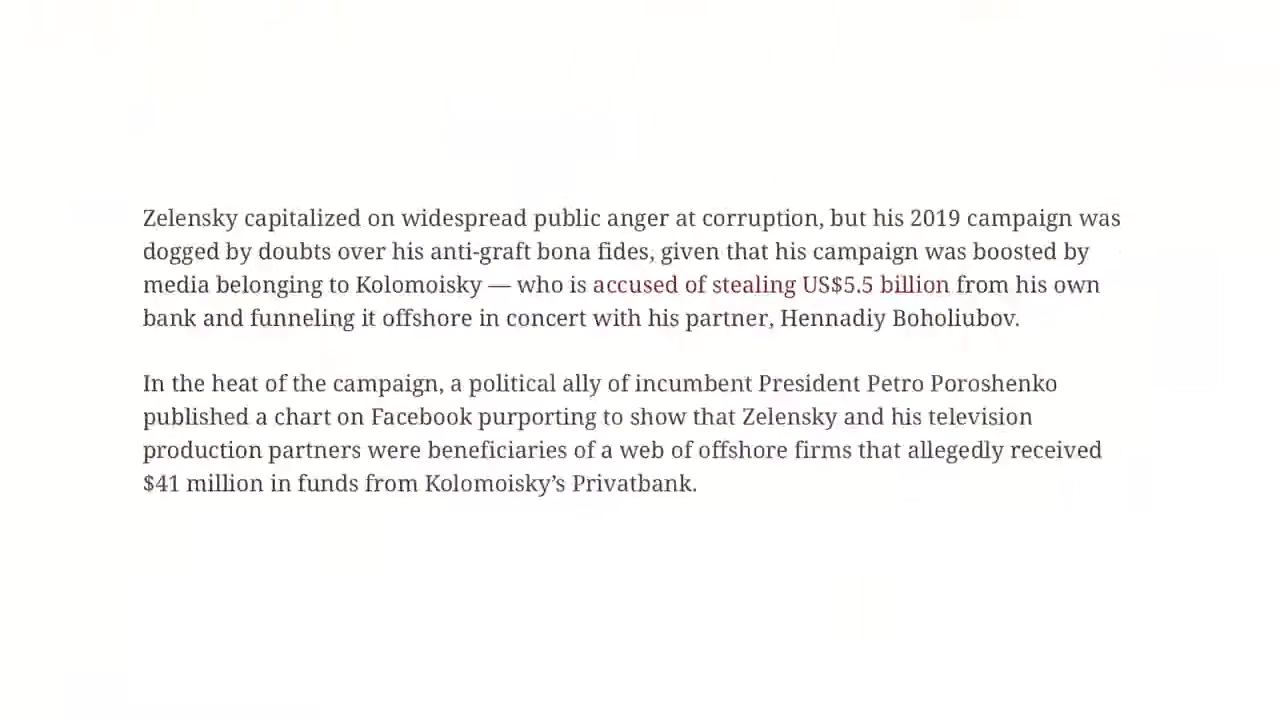 Zelensky capitalized on widespread public anger at corruption, but his 2019 campaign was
dogged by doubts over his anti-graft bona fides, given that his campaign was boosted by
media belonging to Kolomoisky — who is accused of stealing US$5.5 billion from his own
bank and funneling it offshore in concert with his partner, Hennadiy Boholiubov.
In the heat of the campaign, a political ally of incumbent President Petro Poroshenko
published a chart on Facebook purporting to show that Zelensky and his television
production partners were beneficiaries of a web of offshore firms that allegedly received
$41 million in funds from Kolomoisky’s Privatbank.